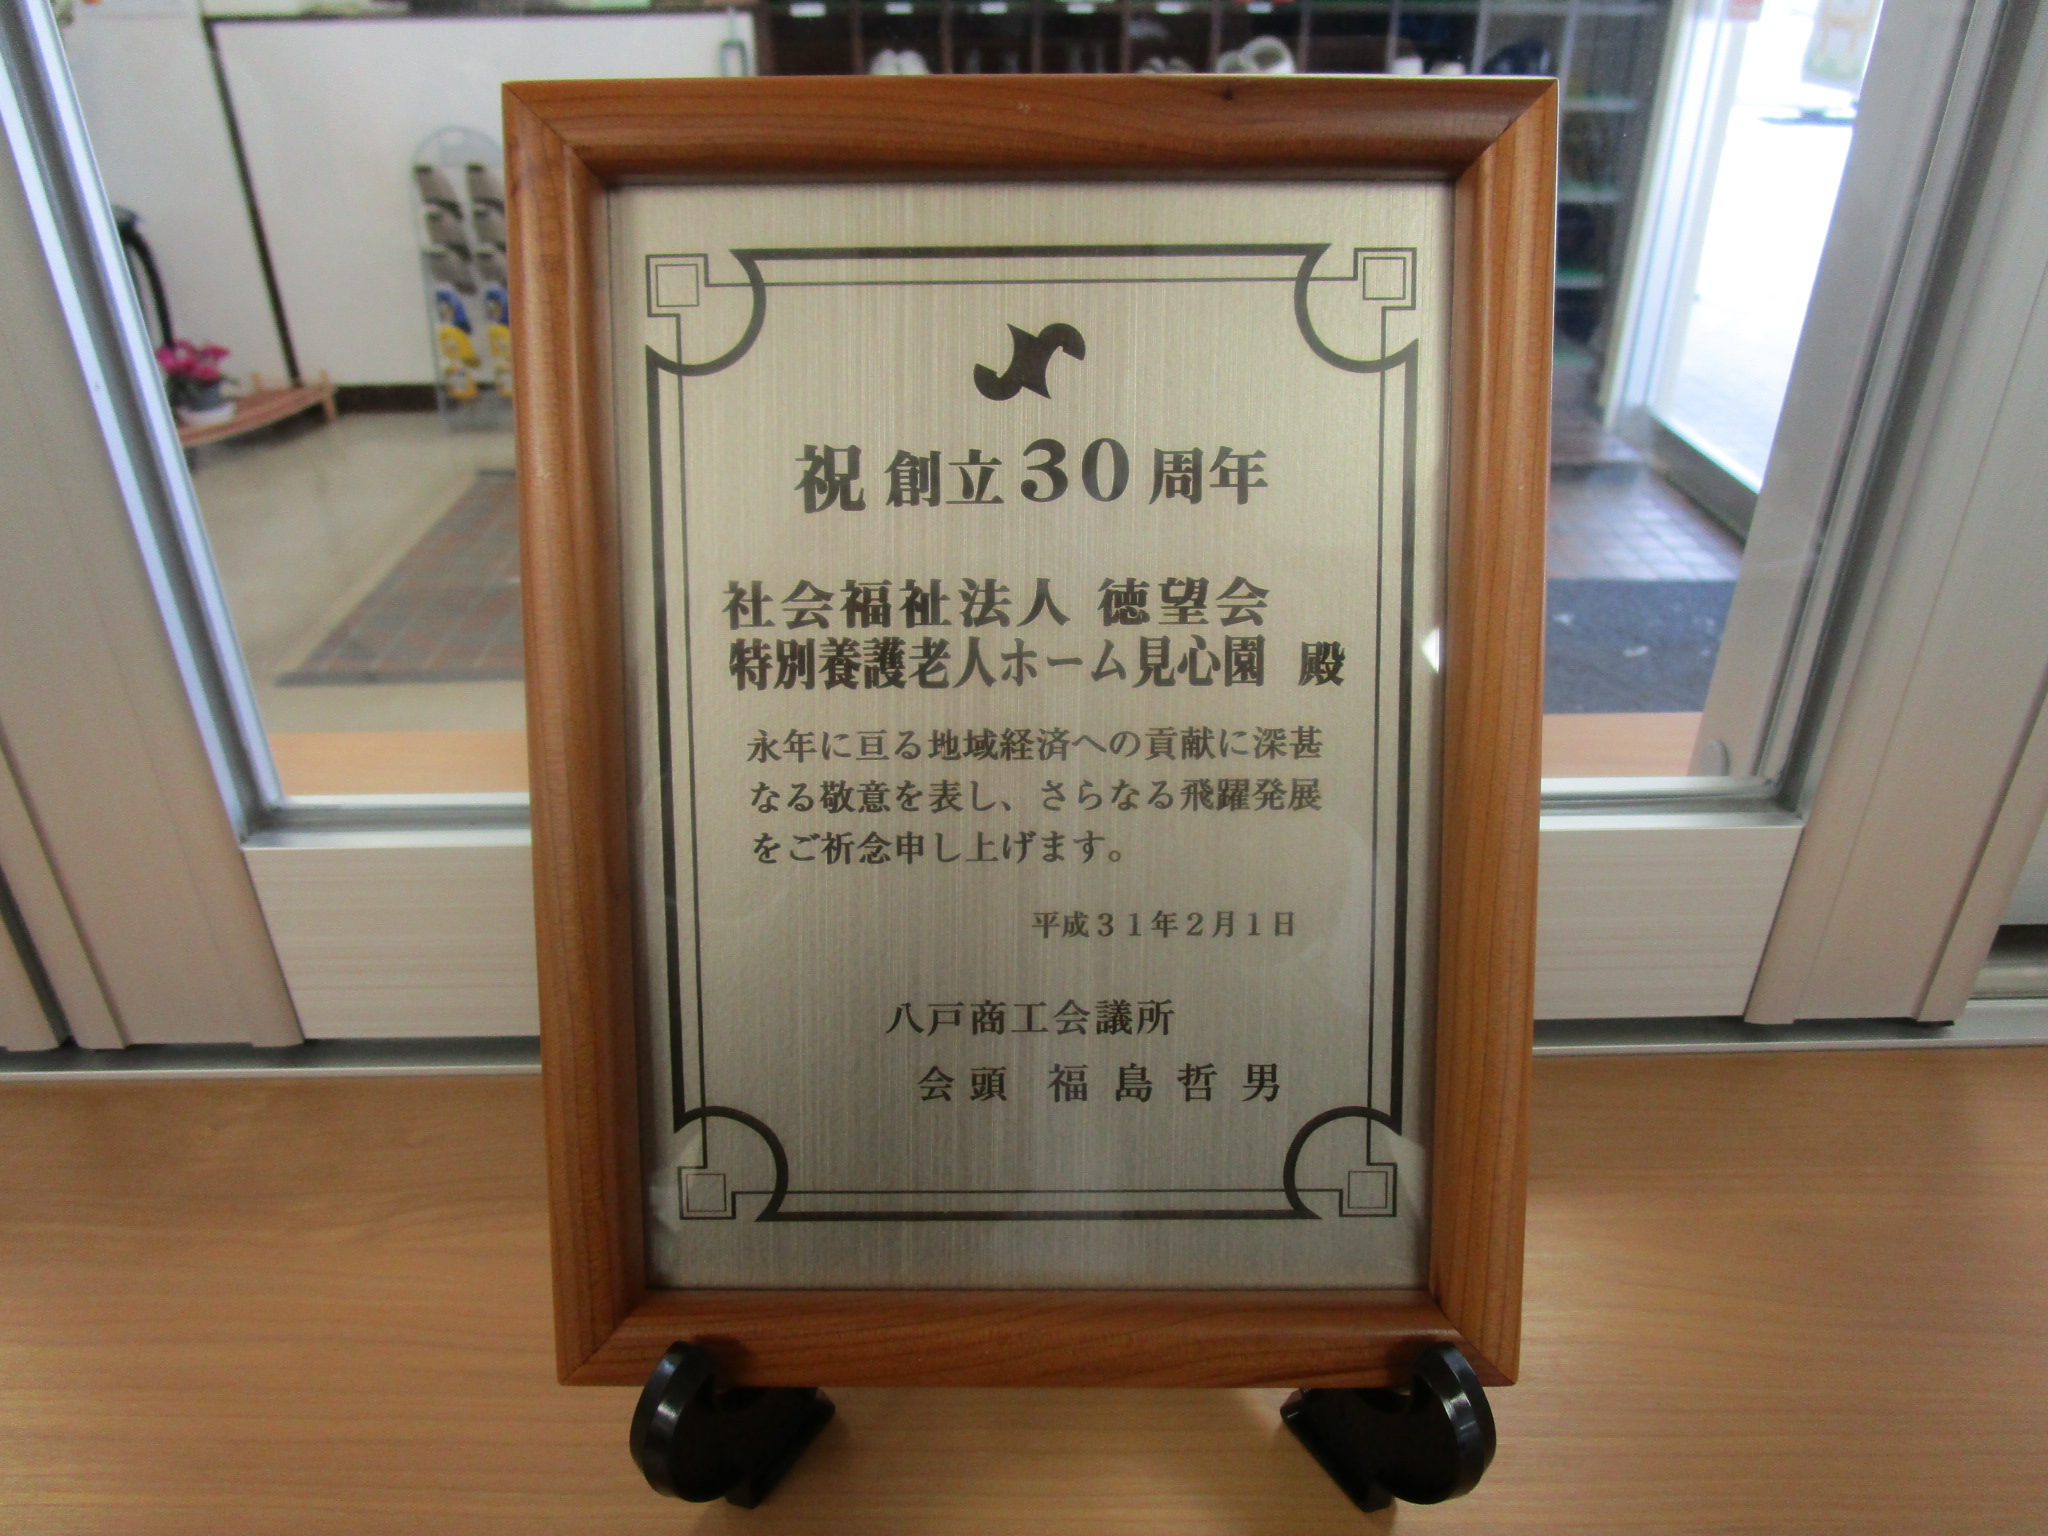 祝 創立30周年
社会福祉法人 徳望会
特別養護老人ホーム見心園 殿
永年に亘る地域経済への貢献に深甚
なる敬意を表し、さらなる飛躍発展
をご祈念申し上げます。
平成31年2月1日
八戸商工会議所
会頭 福島哲男